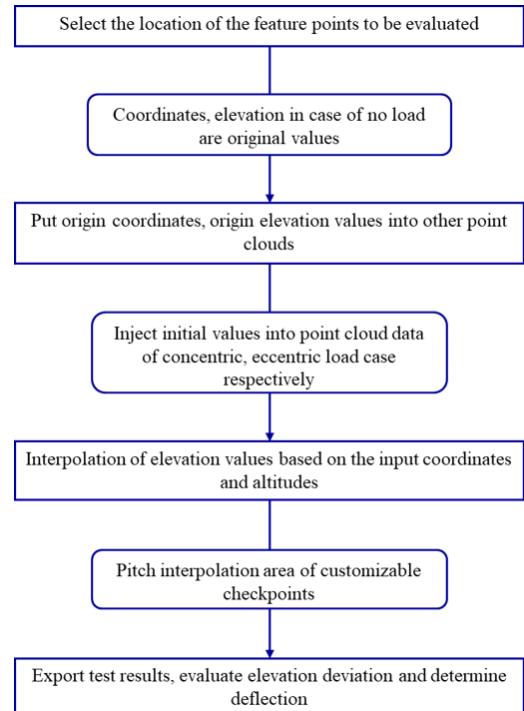 Select the location of the feature points to be evaluated
Coordinates, elevation in case of no load
are original values
Put origin coordinates, origin elevation values into other point
clouds
Inject initial values into point cloud data
of concentric, eccentric load case
respectively
Interpolation of elevation values based on the input coordinates
and altitudes
Pitch interpolation area of customizable
checkpoints
Export test results, evaluate elevation deviation and determine
deflection